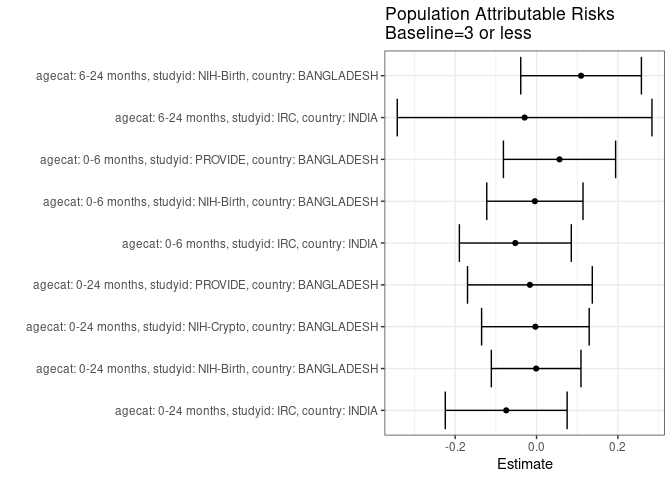 Population Attributable Risks
Baseline=3 or less
agecat: 6-24 months, studyid: NIH-Birth, country: BANGLADESH
agecat: 6-24 months, studyid: IRC, country: INDIA
agecat: 0-6 months, studyid: PROVIDE, country: BANGLADESH
agecat: 0-6 months, studyid: NIH-Birth, country: BANGLADESH
agecat: 0-6 months, studyid: IRC, country: INDIA
agecat: 0-24 months, studyid: PROVIDE, country: BANGLADESH
agecat: 0-24 months, studyid: NIH-Crypto, country: BANGLADESH
agecat: 0-24 months, studyid: NIH-Birth, country: BANGLADESH
agecat: 0-24 months, studyid: IRC, country: INDIA
-0.2 0.0 0.2
Estimate